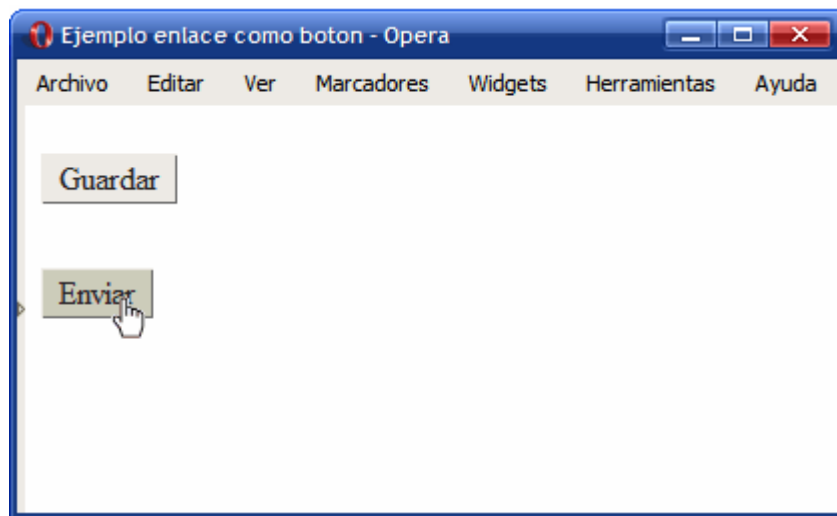 Ejemplo enlace como boton - Opera
Archivo Editar Ver Marcadores Widgets Herramientas Ayuda
Guardar
Enviar